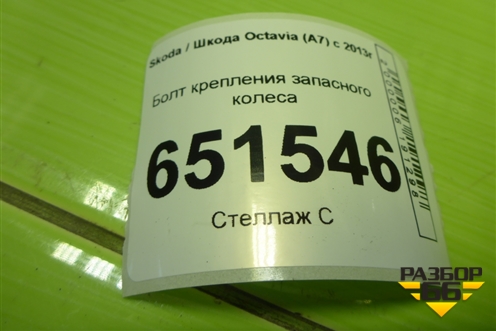 Skoda / Шкода Octavia (A7) с 2013г
Болт крепления запасного
колеса
651546
Стеллаж С
РАЗБОР
66